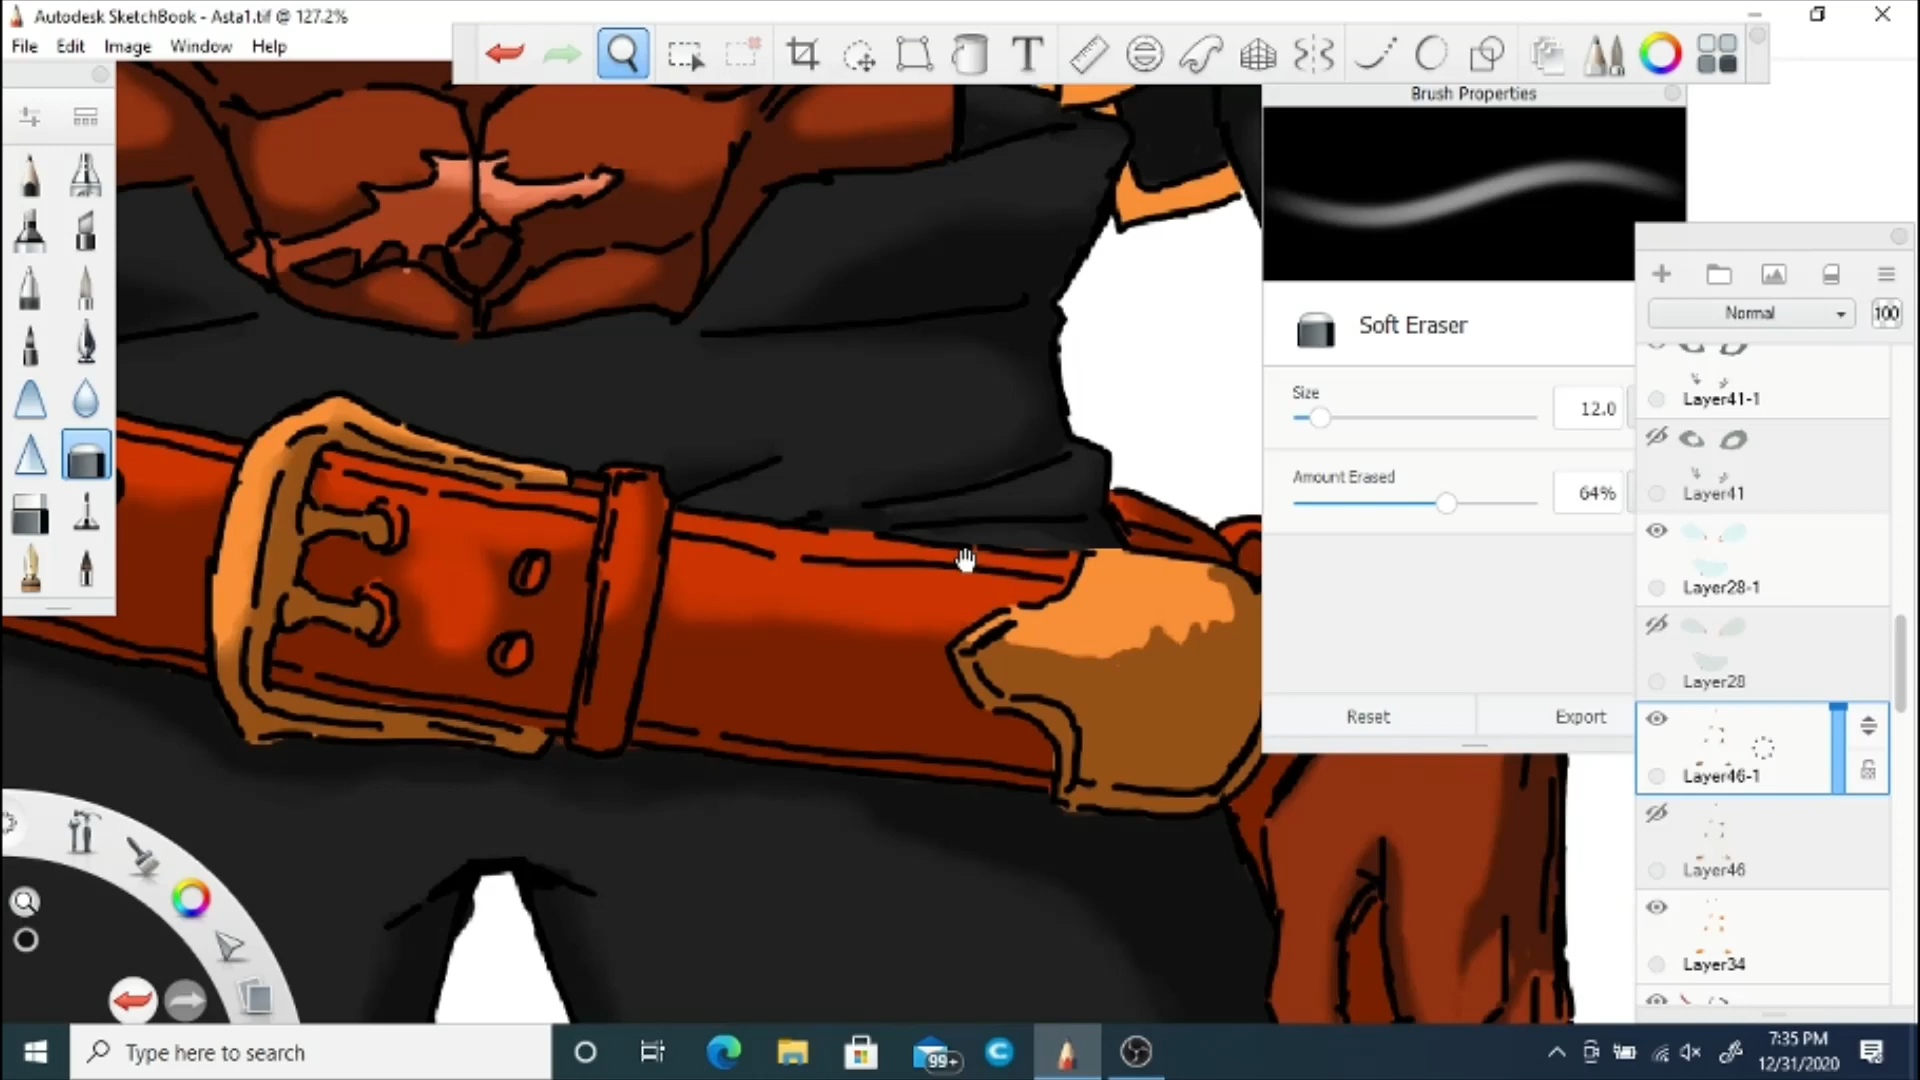 Autodesk SketchBook - Asta1.tif @ 127.2%
File Edit Image Window Help
T
Brush Properties
Soft Eraser
Size
12.0
Amount Erased
64%
Reset Export
Normal 100
Layer41-1
Layer41
Layer28-1
Layer28
Layer46-1
Layer46
Layer34
Type here to search
99+
7:35 PM
12/31/2020